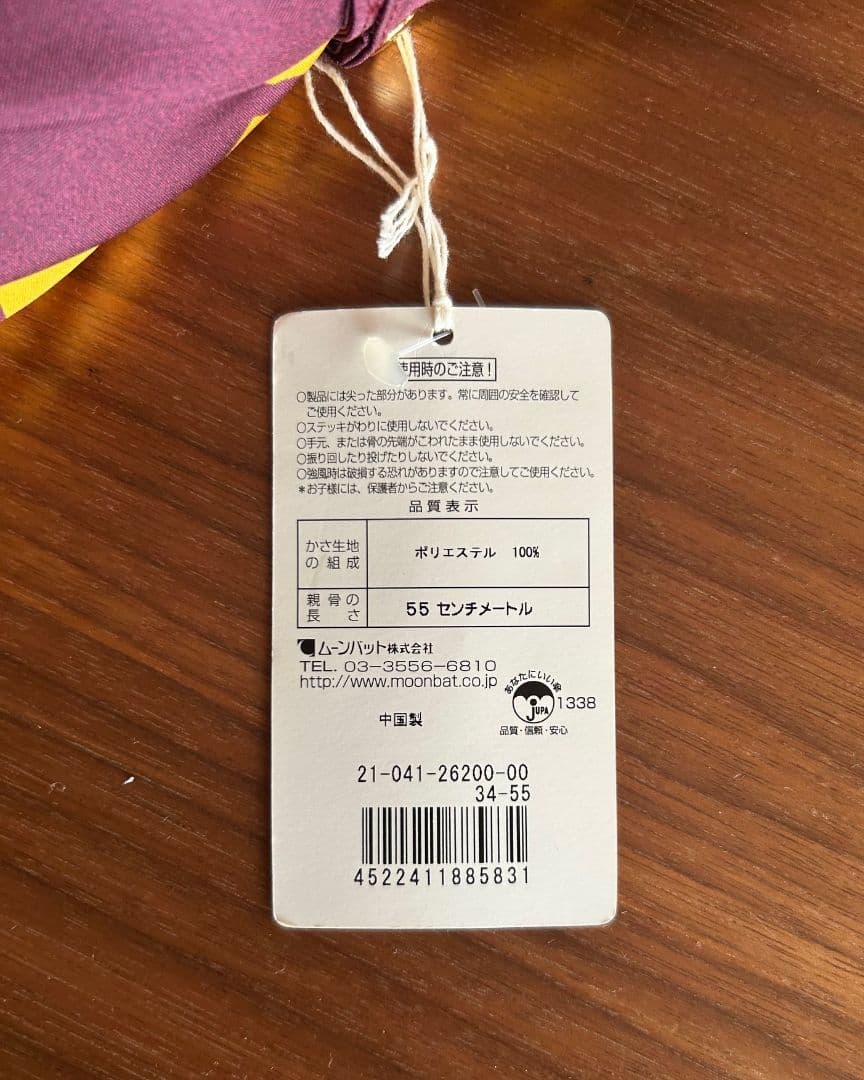 使用時のご注意！
○製品には尖った部分があります。常に周囲の安全を確認して
ご使用ください。
○ステッキがわりに使用しないでください。
○手元、または骨の先端がこわれたまま使用しないでください。
○振り回したり投げたりしないでください。
○強風時は破損する恐れがありますので注意してご使用ください。
＊お子様には、保護者からご注意ください。
品質表示
かさ生地の組成 ポリエステル 100%
親骨の長さ 55 センチメートル
ムーンバット株式会社
TEL. 03-3556-6810
http://www.moonbat.co.jp
あなたにいい傘
JUPA 1338
品質・信頼・安心
中国製
21-041-26200-00
34-55
4522411885831